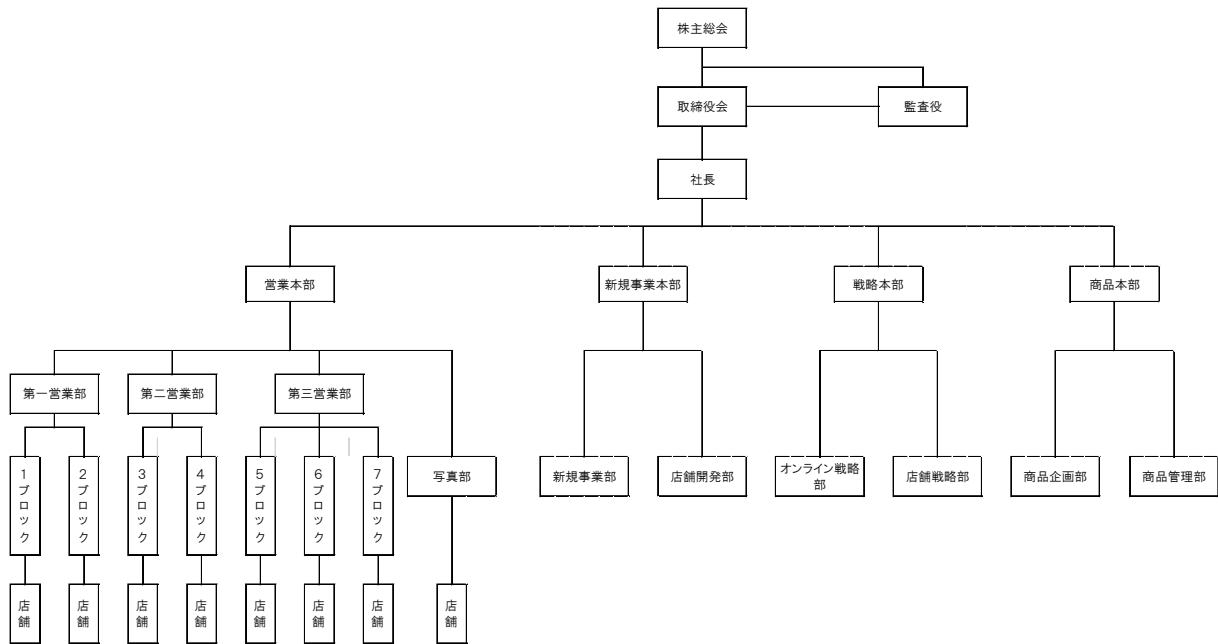 株主総会
取締役会
監査役
社長
営業本部
新規事業本部
戦略本部
商品本部
第一営業部
第二営業部
第三営業部
1ブロック
2ブロック
3ブロック
4ブロック
5ブロック
6ブロック
7ブロック
写真部
新規事業部
店舗開発部
オンライン戦略
部
店舗戦略部
商品企画部
商品管理部
店舗
店舗
店舗
店舗
店舗
店舗
店舗
店舗